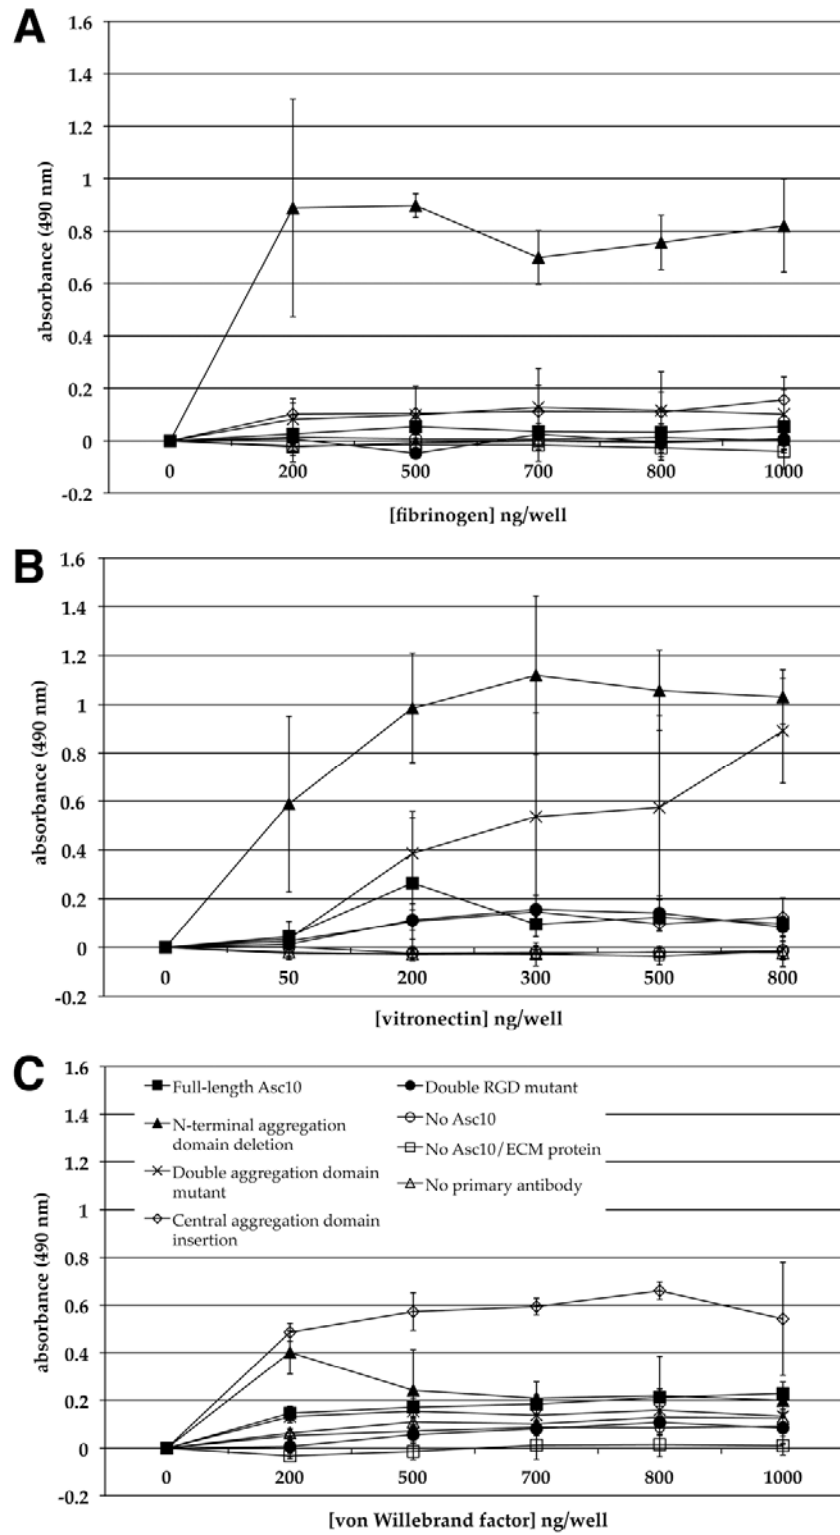 A
1.6
1.4
1.2
1
0.8
0.6
0.4
0.2
0
-0.2
absorbance (490 nm)
0 200 500 700 800 1000
[fibrinogen] ng/well
B
1.6
1.4
1.2
1
0.8
0.6
0.4
0.2
0
-0.2
absorbance (490 nm)
0 50 200 300 500 800
[vitronectin] ng/well
C
1.6
1.4
1.2
1
0.8
0.6
0.4
0.2
0
-0.2
absorbance (490 nm)
Full-length Asc10
N-terminal aggregation
domain deletion
Double aggregation domain
mutant
Central aggregation domain
insertion
Double RGD mutant
No Asc10
No Asc10/ECM protein
No primary antibody
0 200 500 700 800 1000
[von Willebrand factor] ng/well